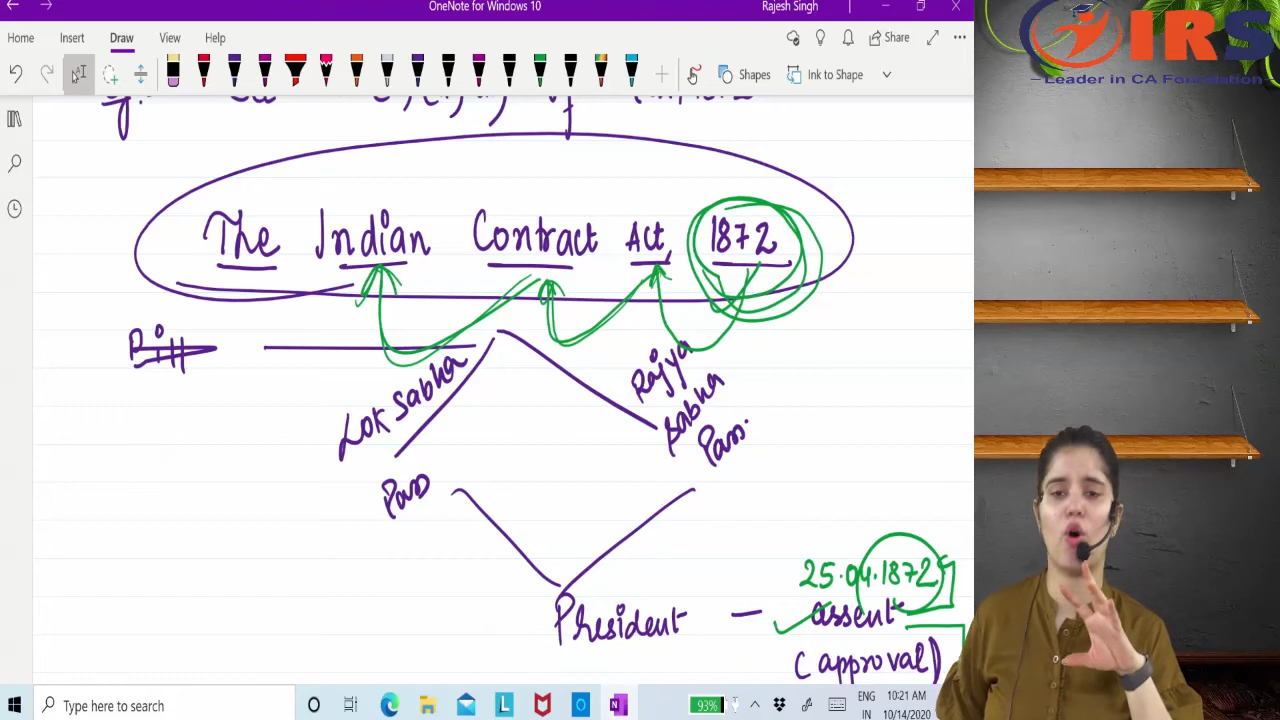 OneNote for Windows 10
Rajesh Singh
Home Insert Draw View Help
Share
Shapes
Ink to Shape
IRS
-Leader in CA Foundation-
The Indian Contract Act, 1872
Bill
Lok Sabha
Rajya
Sabha
Pass.
Pass
25.04.1872
President - assent
(approval)
Type here to search
93%
ENG
IN
10:21 AM
10/14/2020